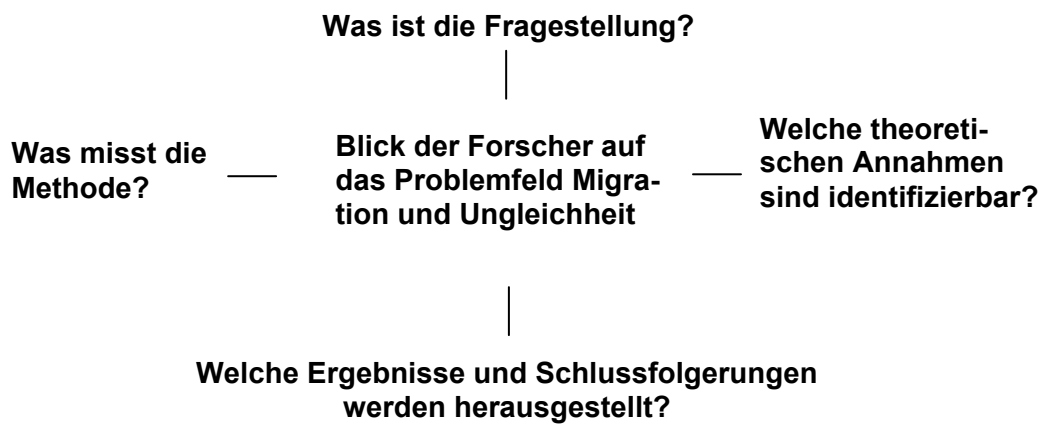 Was ist die Fragestellung?
Was misst die
Methode?
Blick der Forscher auf
das Problemfeld Migra-
tion und Ungleichheit
Welche theoreti-
schen Annahmen
sind identifizierbar?
Welche Ergebnisse und Schlussfolgerungen
werden herausgestellt?